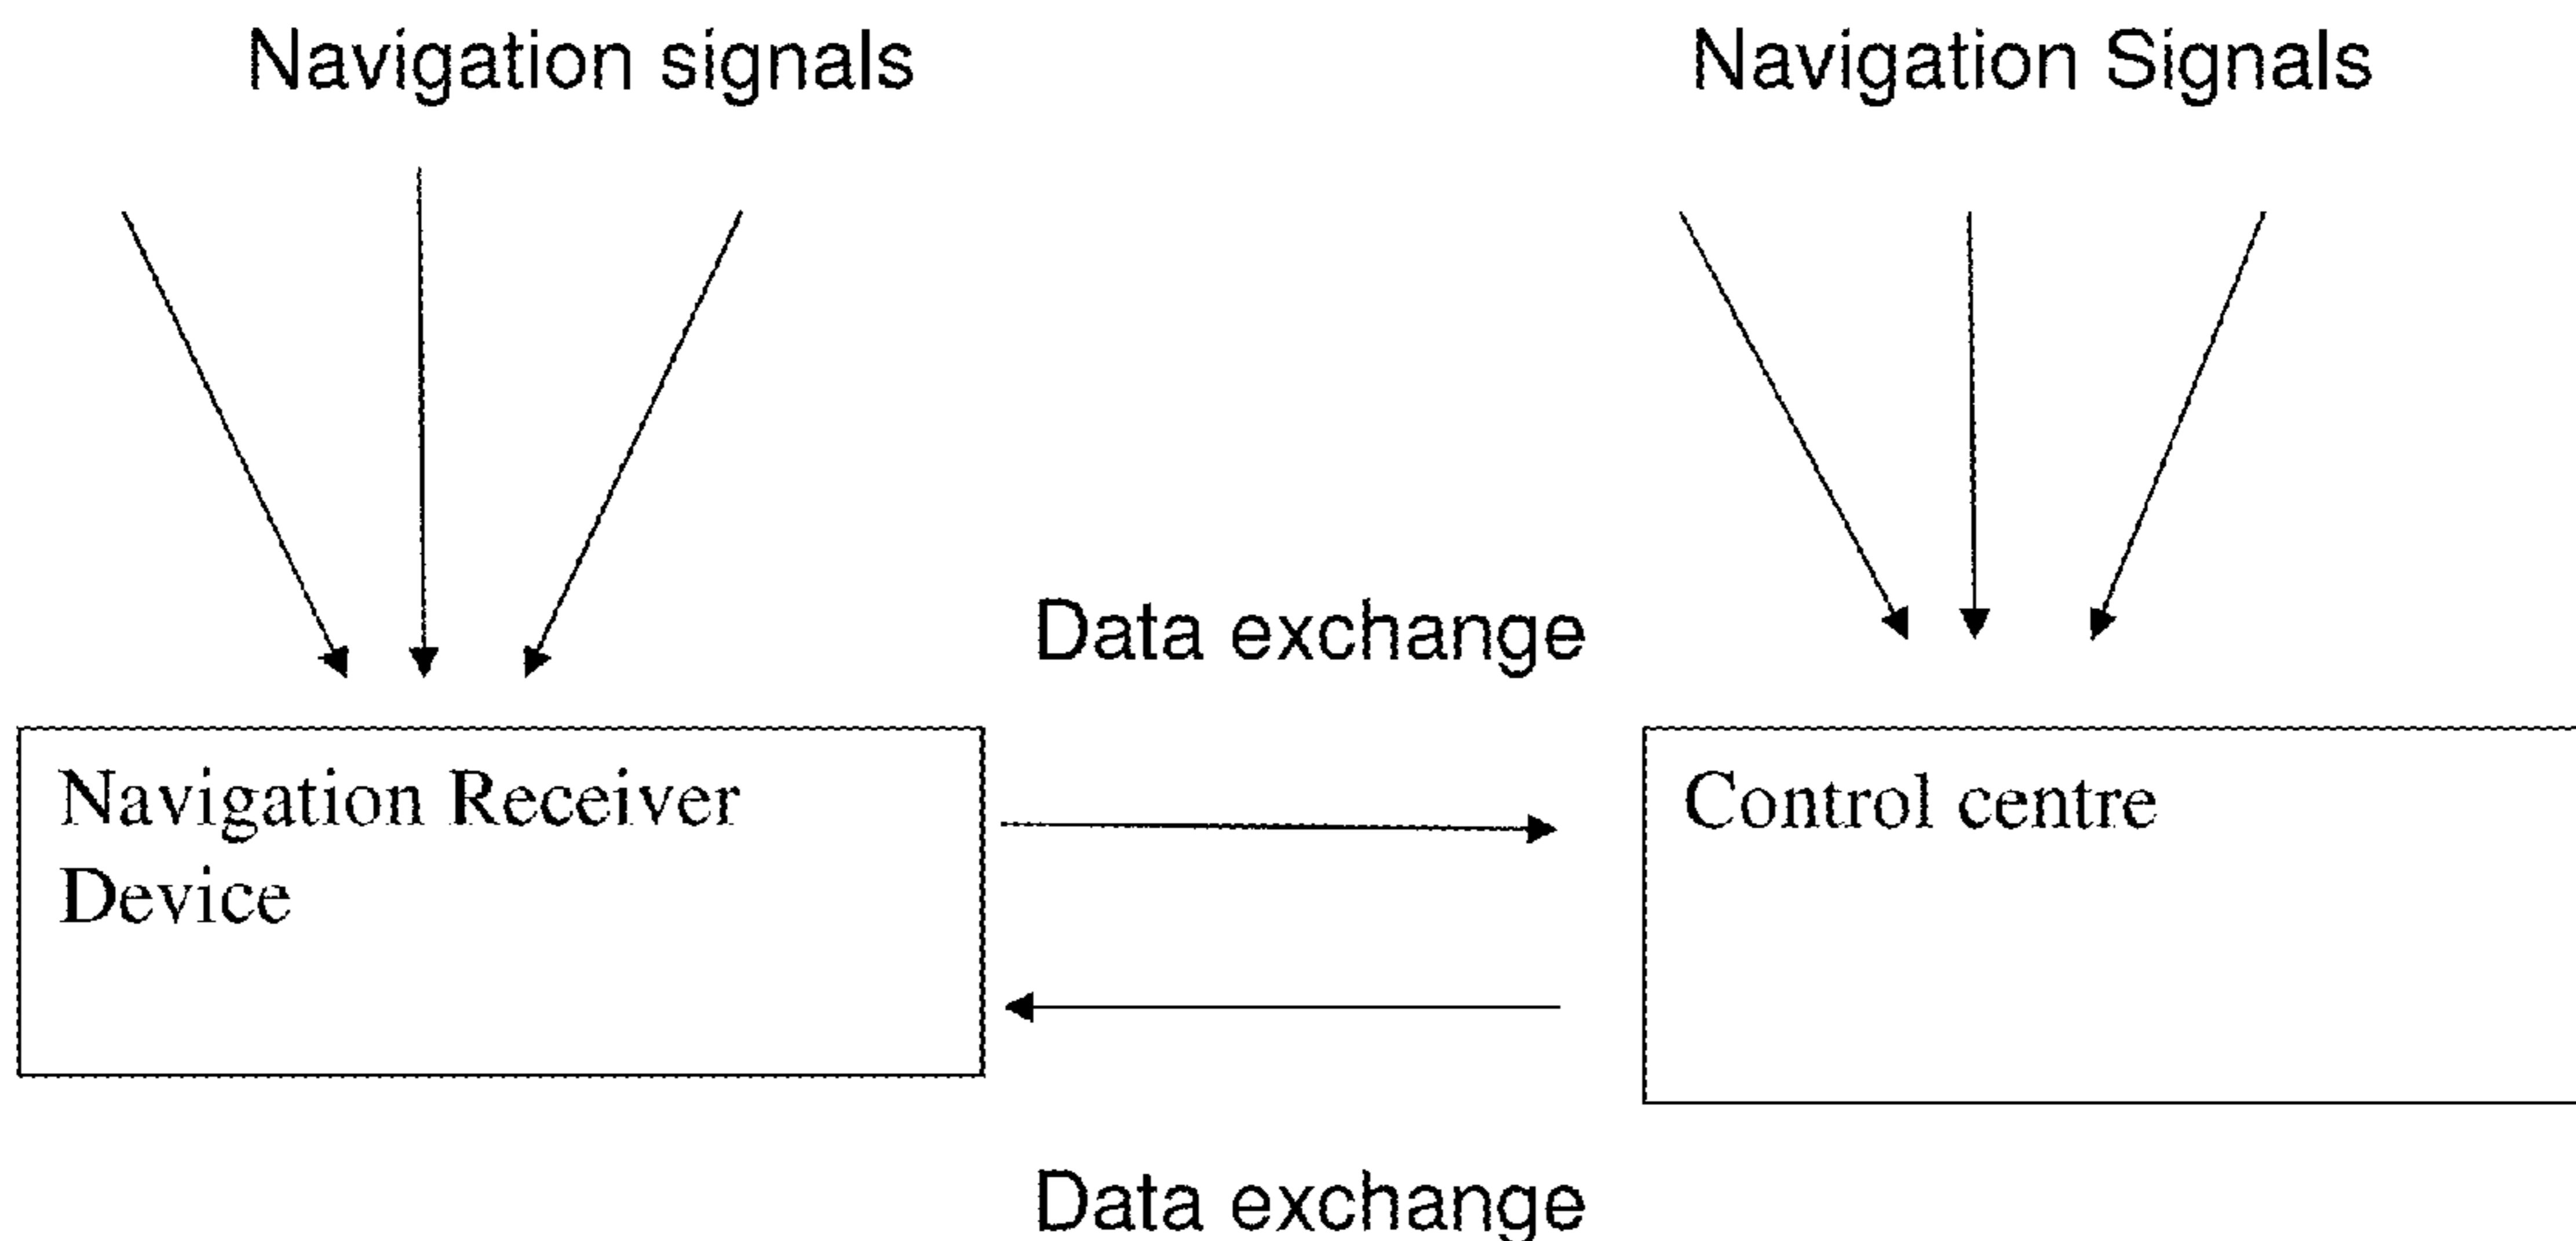 Navigation signals
Navigation Signals
Data exchange
Navigation Receiver
Device
Control centre
Data exchange